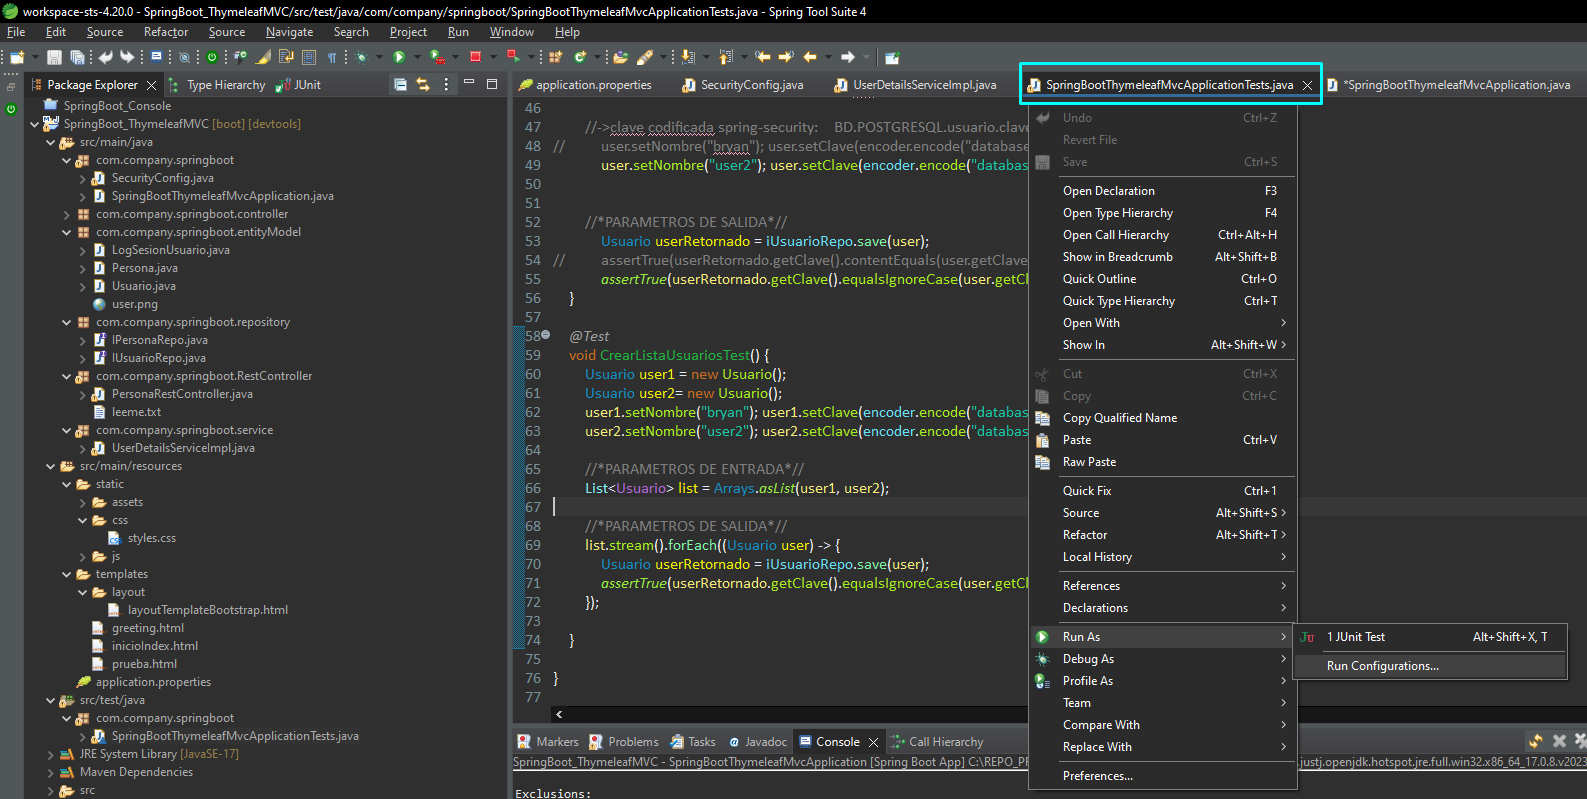 workspace-sts-4.20.0 - SpringBoot_ThymeleafMVC/src/test/java/com/company/springboot/SpringBootThymeleafMvcApplicationTests.java - Spring Tool Suite 4
File Edit Source Refactor Source Navigate Search Project Run Window Help
Package Explorer Type Hierarchy JUnit
SpringBoot_Console
SpringBoot_ThymeleafMVC [boot] [devtools]
src/main/java
com.company.springboot
SecurityConfig.java
SpringBootThymeleafMvcApplication.java
com.company.springboot.controller
com.company.springboot.entityModel
LogSesionUsuario.java
Persona.java
Usuario.java
user.png
com.company.springboot.repository
IPersonaRepo.java
IUsuarioRepo.java
com.company.springboot.RestController
PersonaRestController.java
leeme.txt
com.company.springboot.service
UserDetailsServiceImpl.java
src/main/resources
static
assets
css
styles.css
js
templates
layout
layoutTemplateBootstrap.html
greeting.html
inicioIndex.html
prueba.html
application.properties
src/test/java
com.company.springboot
SpringBootThymeleafMvcApplicationTests.java
JRE System Library [JavaSE-17]
Maven Dependencies
src
application.properties SecurityConfig.java UserDetailsServiceImpl.java SpringBootThymeleafMvcApplicationTests.java *SpringBootThymeleafMvcApplication.java
46
47 //->clave codificada spring-security: BD.POSTGRESQL.usuario.clave
48 // user.setNombre("bryan"); user.setClave(encoder.encode("database
49 user.setNombre("user2"); user.setClave(encoder.encode("databas
50
51
52 //*PARAMETROS DE SALIDA*//
53 Usuario userRetornado = iUsuarioRepo.save(user);
54 // assertTrue(userRetornado.getClave().contentEquals(user.getClave
55 assertTrue(userRetornado.getClave().equalsIgnoreCase(user.getCl
56 }
57
58 @Test
59 void CrearListaUsuariosTest() {
60 Usuario user1 = new Usuario();
61 Usuario user2= new Usuario();
62 user1.setNombre("bryan"); user1.setClave(encoder.encode("databas
63 user2.setNombre("user2"); user2.setClave(encoder.encode("databas
64
65 //*PARAMETROS DE ENTRADA*//
66 List<Usuario> list = Arrays.asList(user1, user2);
67
68 //*PARAMETROS DE SALIDA*//
69 list.stream().forEach((Usuario user) -> {
70 Usuario userRetornado = iUsuarioRepo.save(user);
71 assertTrue(userRetornado.getClave().equalsIgnoreCase(user.getCl
72 });
73
74 }
75
76 }
77
Undo Ctrl+Z
Revert File
Save Ctrl+S
Open Declaration F3
Open Type Hierarchy F4
Open Call Hierarchy Ctrl+Alt+H
Show in Breadcrumb Alt+Shift+B
Quick Outline Ctrl+O
Quick Type Hierarchy Ctrl+T
Open With
Show In Alt+Shift+W
Cut Ctrl+X
Copy Ctrl+C
Copy Qualified Name
Paste Ctrl+V
Raw Paste
Quick Fix Ctrl+1
Source Alt+Shift+S
Refactor Alt+Shift+T
Local History
References
Declarations
Run As
Debug As
Profile As
Team
Compare With
Replace With
Preferences...
Ju 1 JUnit Test Alt+Shift+X, T
Run Configurations...
Markers Problems Tasks @ Javadoc Console Call Hierarchy
SpringBoot_ThymeleafMVC - SpringBootThymeleafMvcApplication [Spring Boot App] C:\REPO_PF .justj.openjdk.hotspot.jre.full.win32.x86_64_17.0.8.v2023
Exclusions: